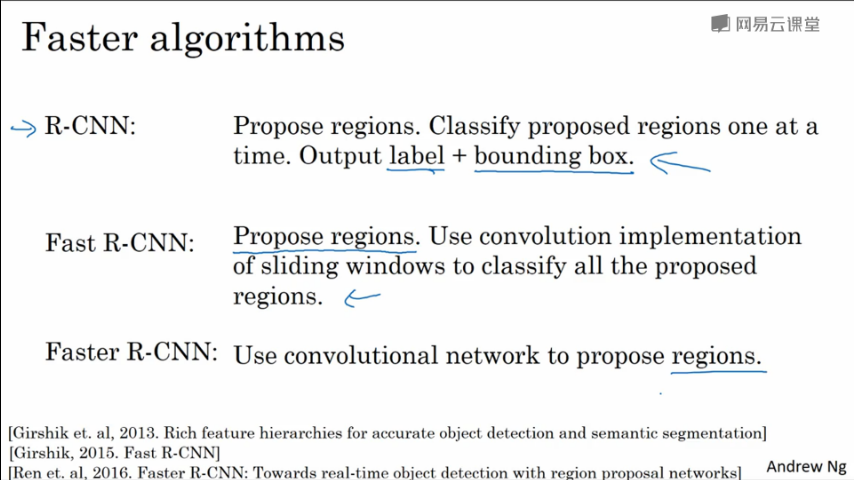 Faster algorithms
网易云课堂
R-CNN: Propose regions. Classify proposed regions one at a
time. Output label + bounding box.
Fast R-CNN: Propose regions. Use convolution implementation
of sliding windows to classify all the proposed
regions.
Faster R-CNN: Use convolutional network to propose regions.
[Girshik et. al, 2013. Rich feature hierarchies for accurate object detection and semantic segmentation]
[Girshik, 2015. Fast R-CNN]
[Ren et. al, 2016. Faster R-CNN: Towards real-time object detection with region proposal networks]
Andrew Ng